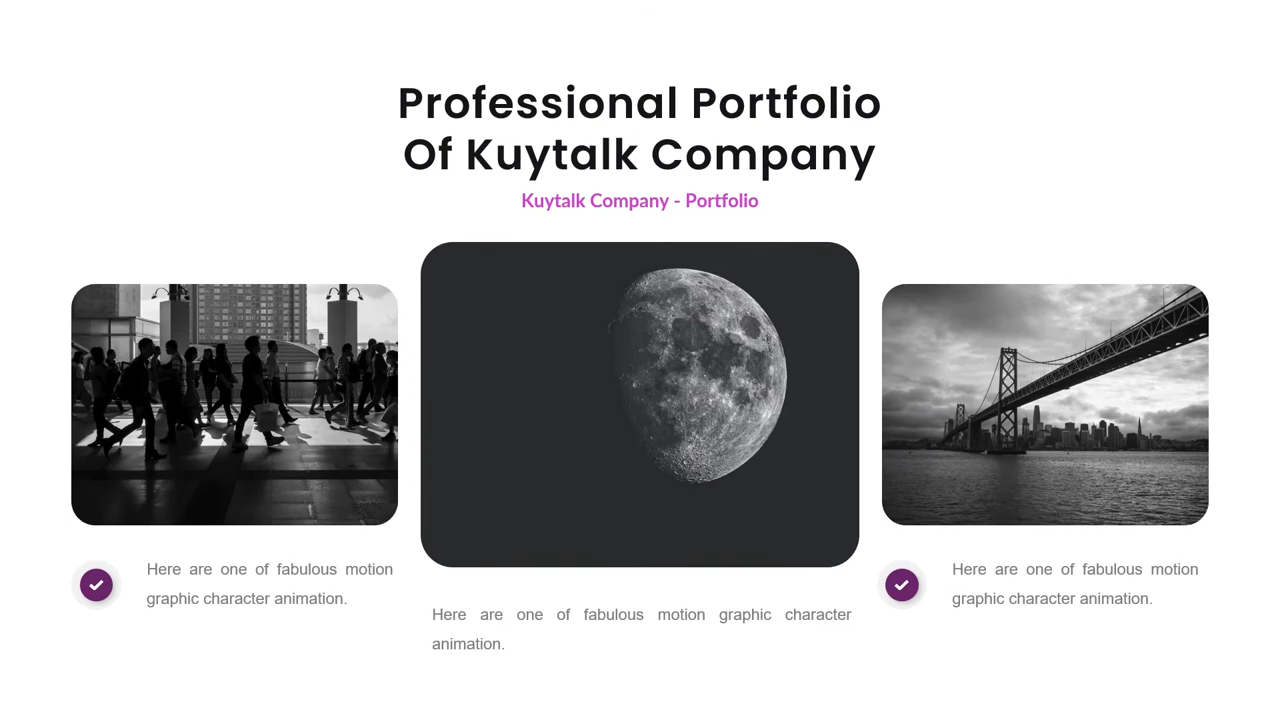 Professional Portfolio
Of Kuytalk Company
Kuytalk Company - Portfolio
Here are one of fabulous motion
graphic character animation.
Here are one of fabulous motion graphic character
animation.
Here are one of fabulous motion
graphic character animation.